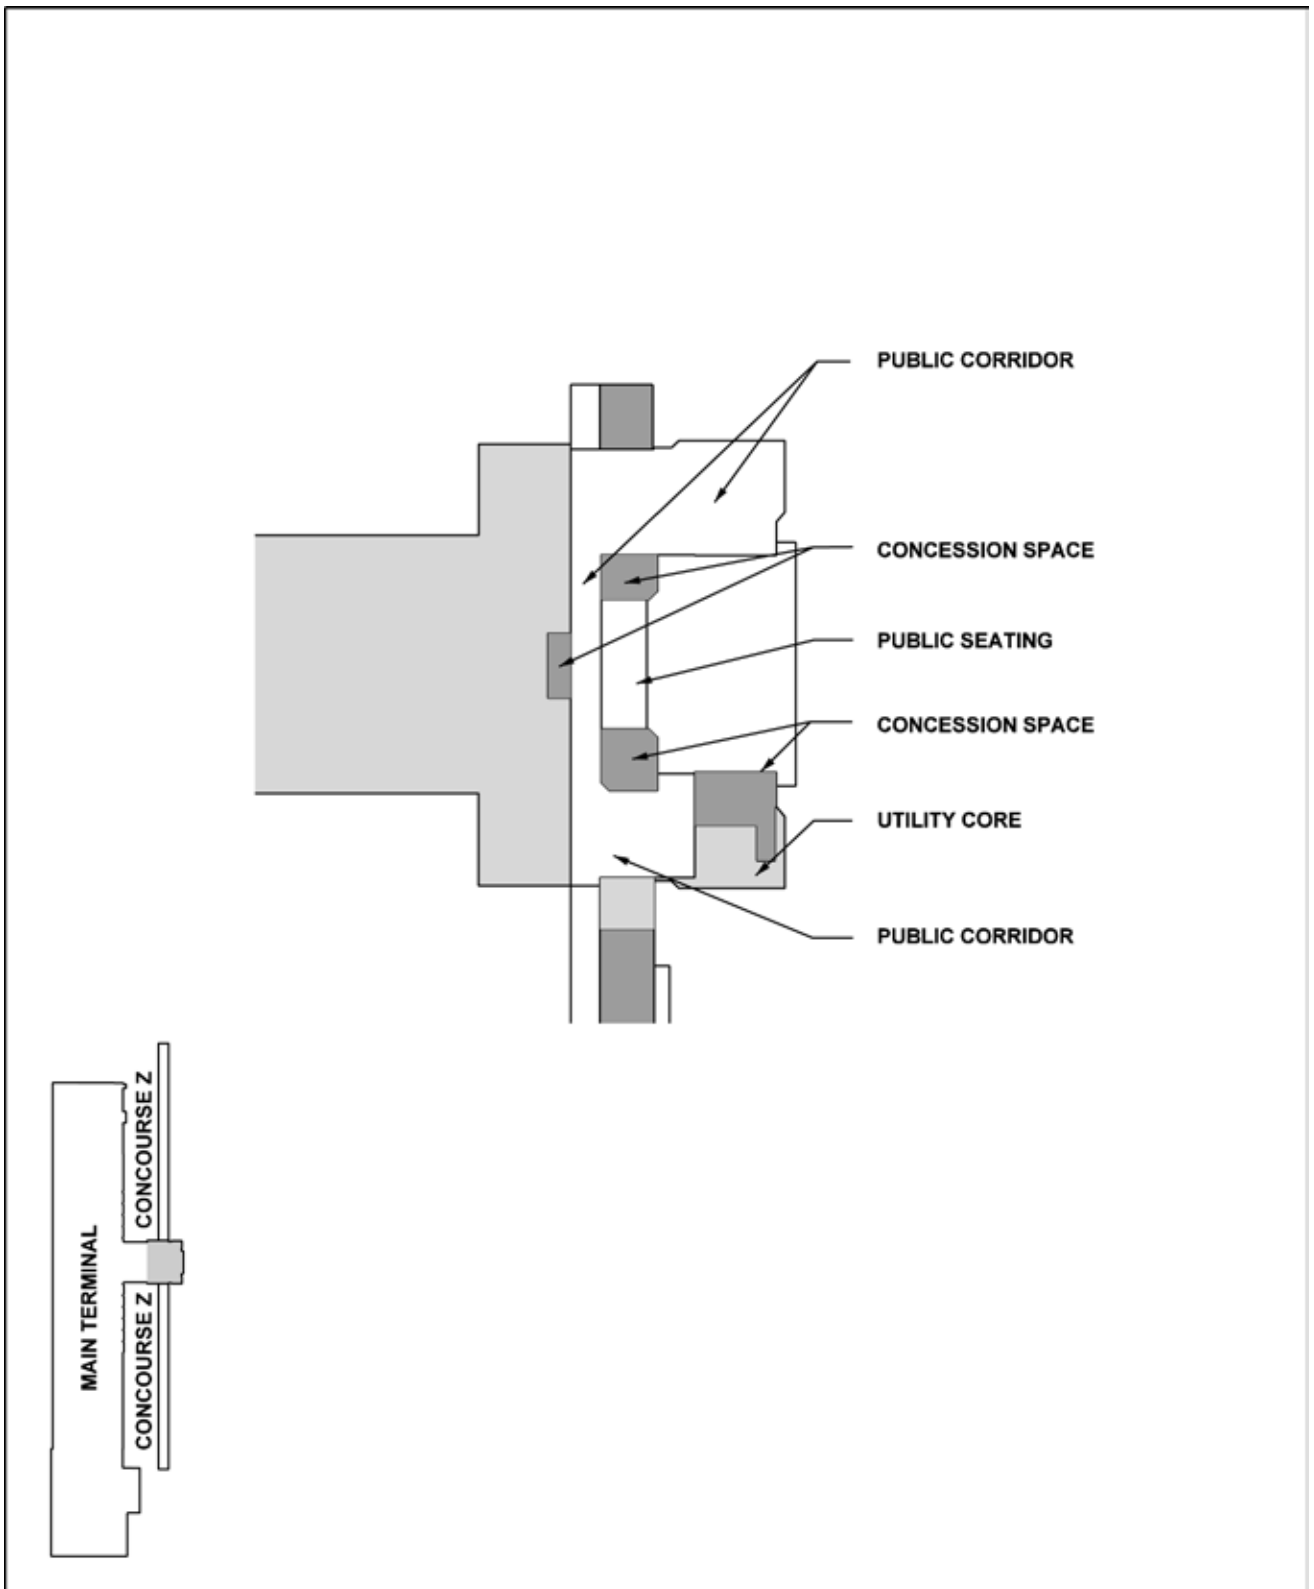 PUBLIC CORRIDOR
CONCESSION SPACE
PUBLIC SEATING
CONCESSION SPACE
UTILITY CORE
PUBLIC CORRIDOR
CONCOURSE Z
MAIN TERMINAL
CONCOURSE Z